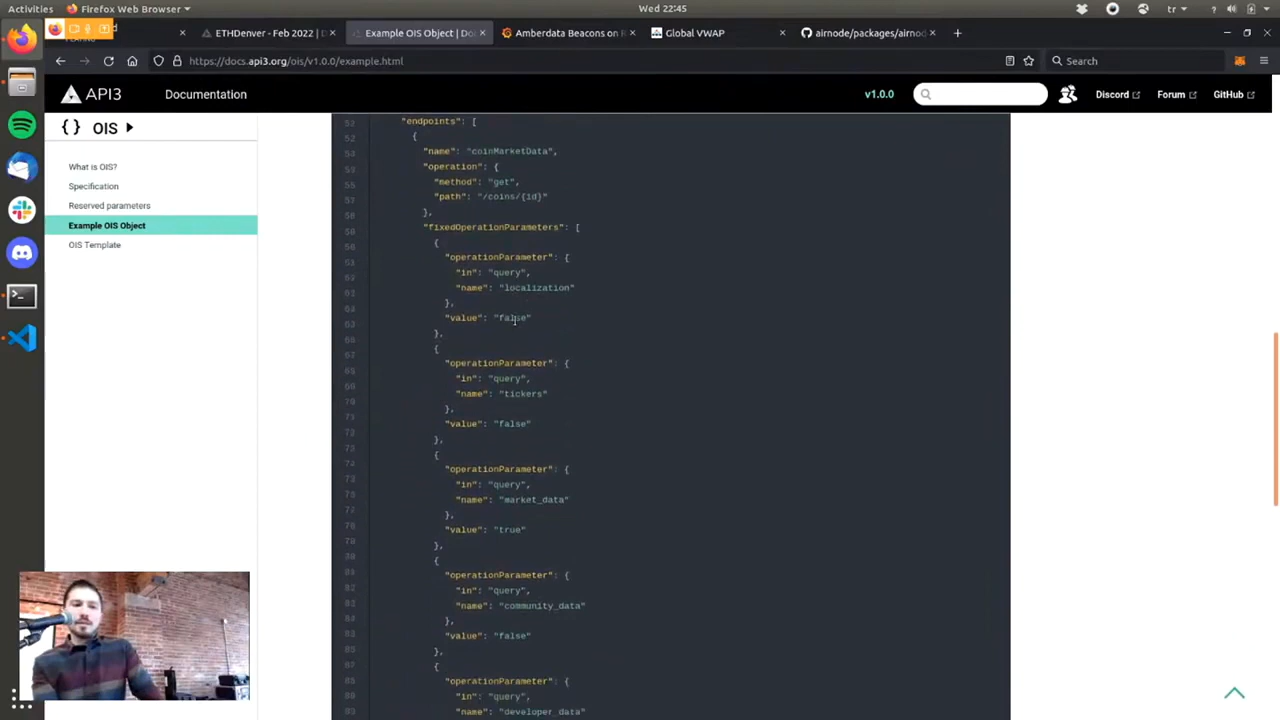 Activities
Firefox Web Browser
Wed 22:45
tr
ETHDenver - Feb 2022 | D
Example OIS Object | Do
Amberdata Beacons on R
Global VWAP
airnode/packages/airnod
https://docs.api3.org/ois/v1.0.0/example.html
Search
API3
Documentation
v1.0.0
Discord
Forum
GitHub
{ } OIS
What is OIS?
Specification
Reserved parameters
Example OIS Object
OIS Template
"endpoints": [
{
"name": "coinMarketData",
"operation": {
"method": "get",
"path": "/coins/{id}"
},
"fixedOperationParameters": [
{
"operationParameter": {
"in": "query",
"name": "localization"
},
"value": "false"
},
{
"operationParameter": {
"in": "query",
"name": "tickers"
},
"value": "false"
},
{
"operationParameter": {
"in": "query",
"name": "market_data"
},
"value": "true"
},
{
"operationParameter": {
"in": "query",
"name": "community_data"
},
"value": "false"
},
{
"operationParameter": {
"in": "query",
"name": "developer_data"